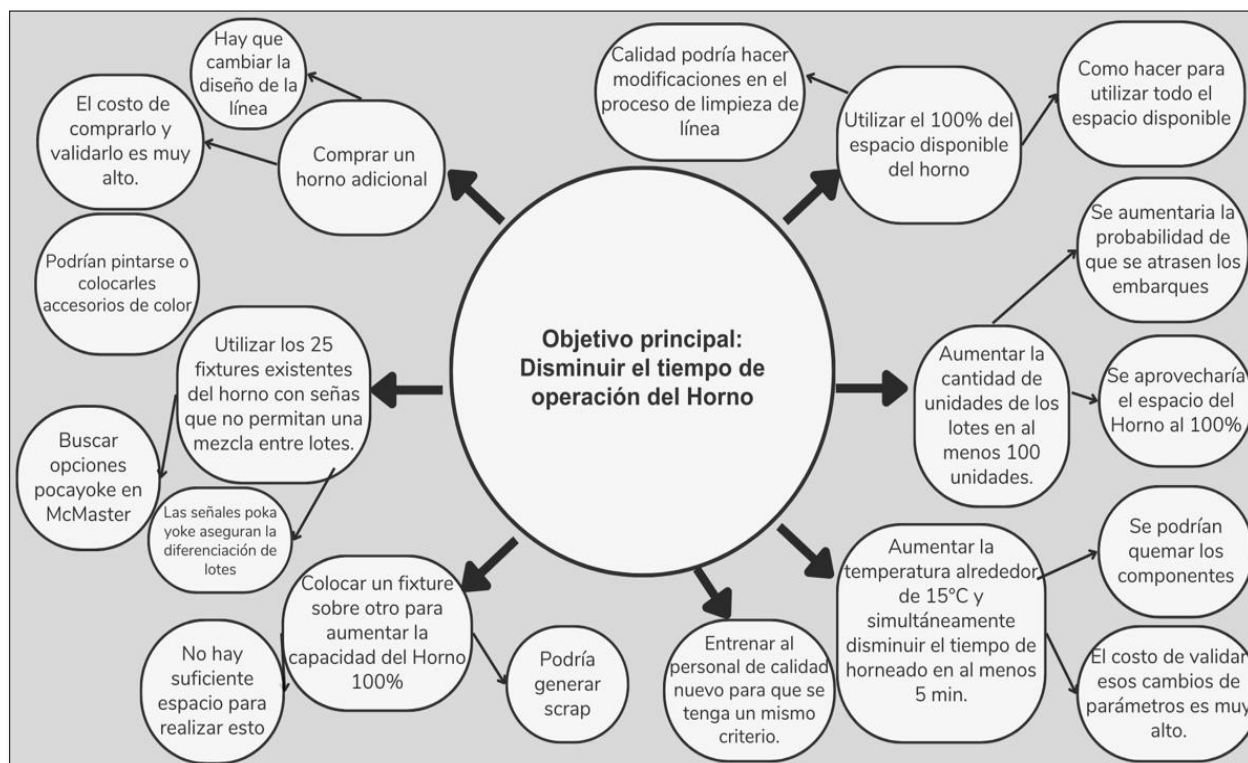 Hay que
cambiar la
diseño de la
línea
El costo de
comprarlo y
validarlo es muy
alto.
Comprar un
horno adicional
Calidad podría hacer
modificaciones en el
proceso de limpieza de
línea
Utilizar el 100% del
espacio disponible
del horno
Como hacer para
utilizar todo el
espacio disponible
Podrían pintarse o
colocarles
accesorios de color
Utilizar los 25
fixtures existentes
del horno con señas
que no permitan una
mezcla entre lotes.
Buscar
opciones
pocayoke en
McMaster
Las señales poka
yoke aseguran la
diferenciación de
lotes
Objetivo principal:
Disminuir el tiempo de
operación del Horno
Se aumentaria la
probabilidad de
que se atrasen los
embarques
Aumentar la
cantidad de
unidades de los
lotes en al
menos 100
unidades.
Se aprovecharía
el espacio del
Horno al 100%
Colocar un fixture
sobre otro para
aumentar la
capacidad del Horno
100%
No hay
suficiente
espacio para
realizar esto
Podría
generar
scrap
Entrenar al
personal de calidad
nuevo para que se
tenga un mismo
criterio.
Aumentar la
temperatura alrededor
de 15°C y
simultáneamente
disminuir el tiempo de
horneado en al menos
5 min.
Se podrían
quemar los
componentes
El costo de validar
esos cambios de
parámetros es muy
alto.